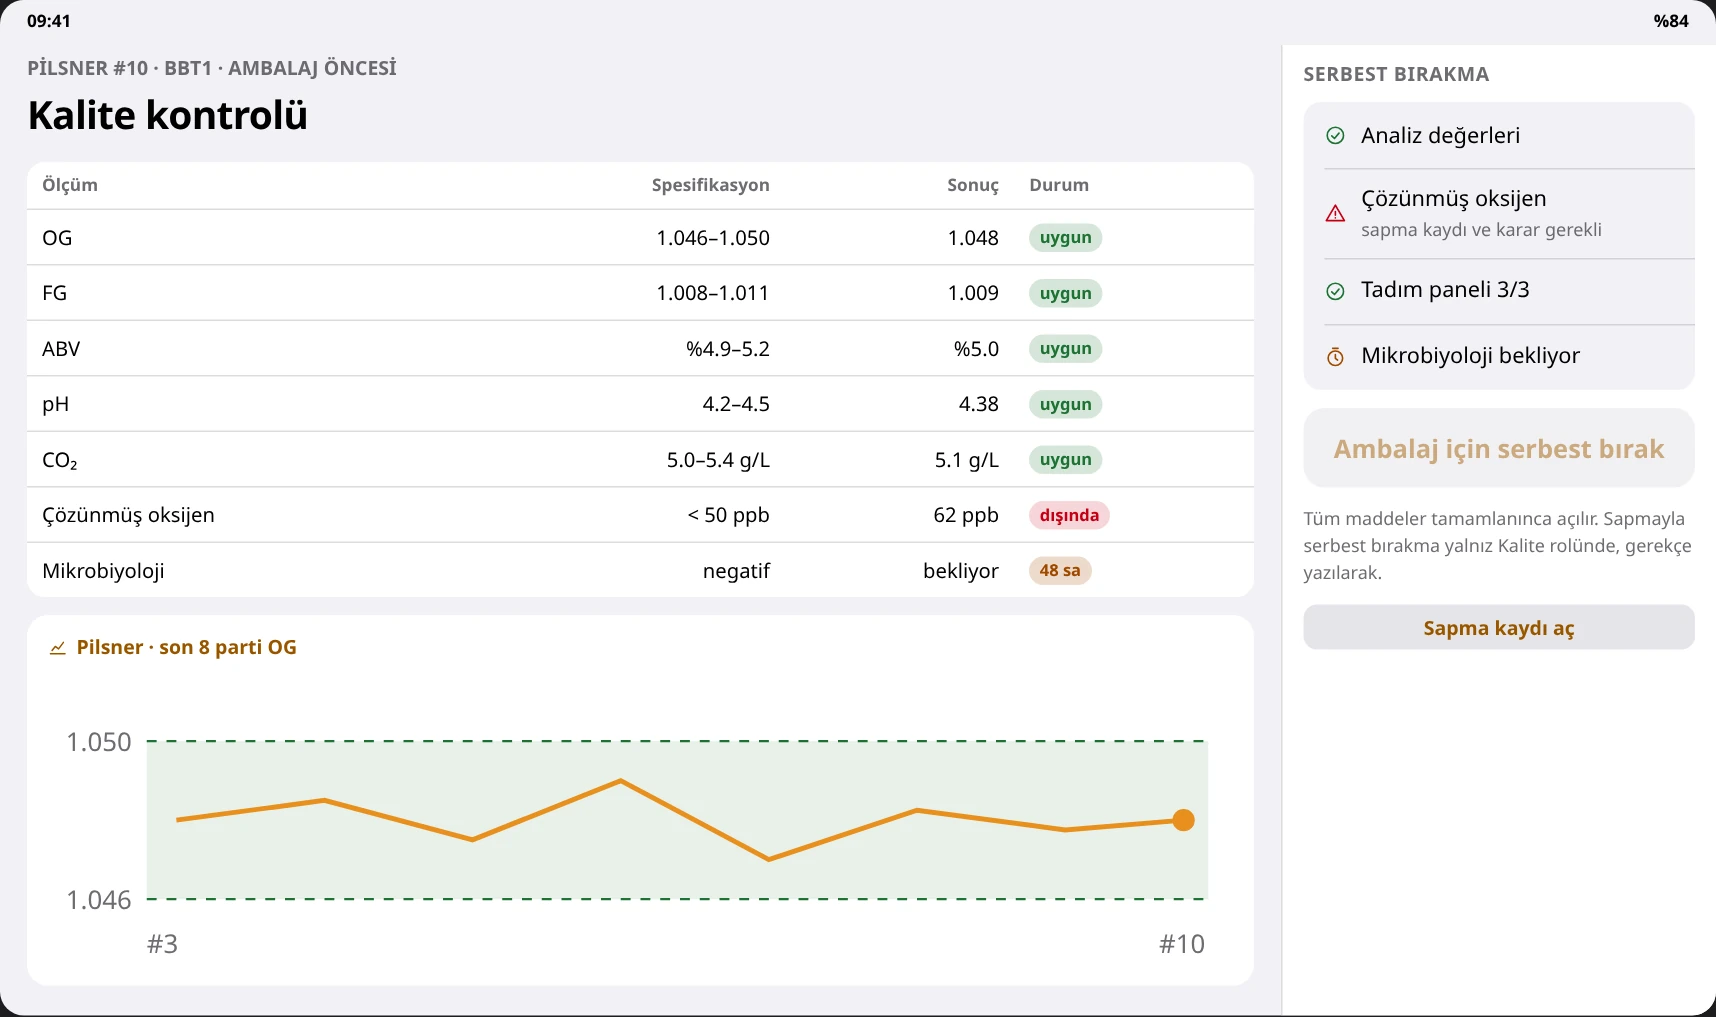 09:41
%84
PİLSNER #10 · BBT1 · AMBALAJ ÖNCESİ
Kalite kontrolü
Ölçüm Spesifikasyon Sonuç Durum
OG 1.046–1.050 1.048 uygun
FG 1.008–1.011 1.009 uygun
ABV %4.9–5.2 %5.0 uygun
pH 4.2–4.5 4.38 uygun
CO₂ 5.0–5.4 g/L 5.1 g/L uygun
Çözünmüş oksijen < 50 ppb 62 ppb dışında
Mikrobiyoloji negatif bekliyor 48 sa
Pilsner · son 8 parti OG
1.050
1.046
#3 #10
SERBEST BIRAKMA
Analiz değerleri
Çözünmüş oksijen
sapma kaydı ve karar gerekli
Tadım paneli 3/3
Mikrobiyoloji bekliyor
Ambalaj için serbest bırak
Tüm maddeler tamamlanınca açılır. Sapmayla
serbest bırakma yalnız Kalite rolünde, gerekçe
yazılarak.
Sapma kaydı aç